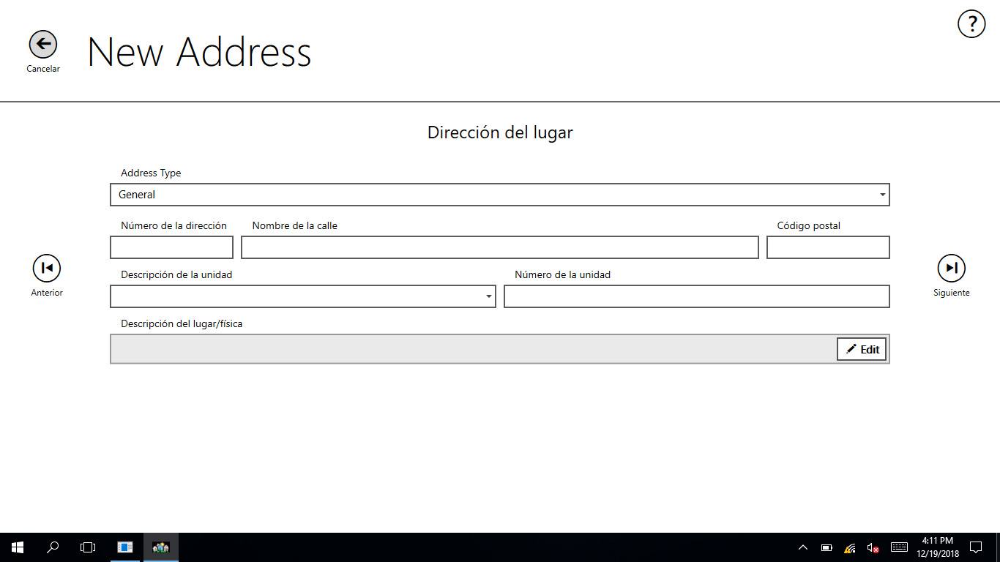 ?
Cancelar
New Address
Dirección del lugar
Address Type
General
Número de la dirección Nombre de la calle Código postal
Descripción de la unidad Número de la unidad
Anterior
Siguiente
Descripción del lugar/física
Edit
4:11 PM
12/19/2018